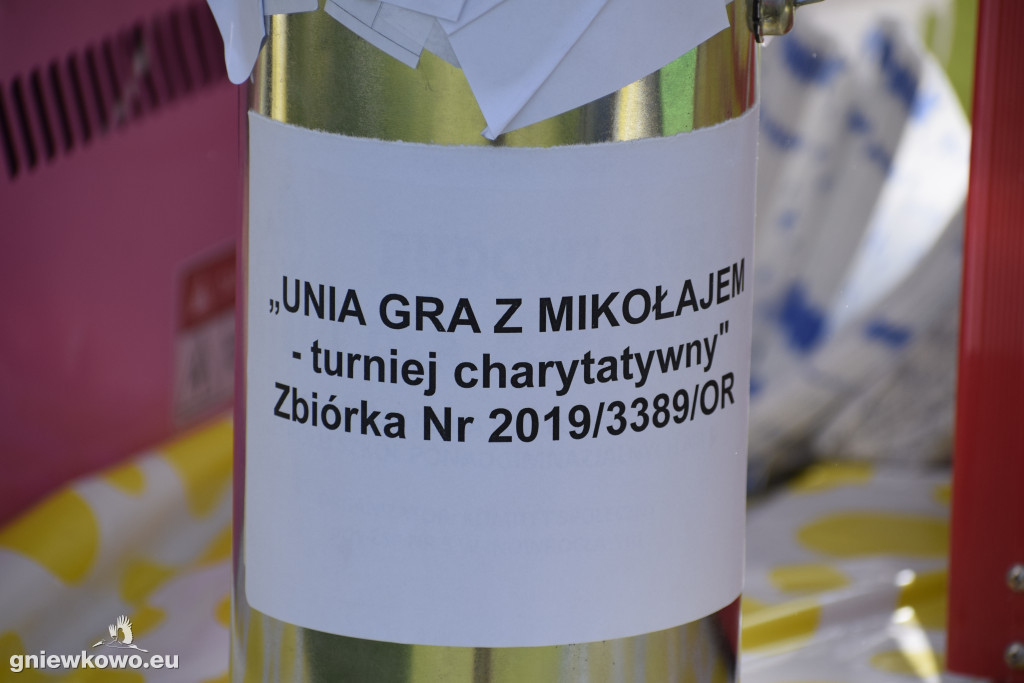 „UNIA GRA Z MIKOŁAJEM
- turniej charytatywny"
Zbiórka Nr 2019/3389/OR
gniewkowo.eu